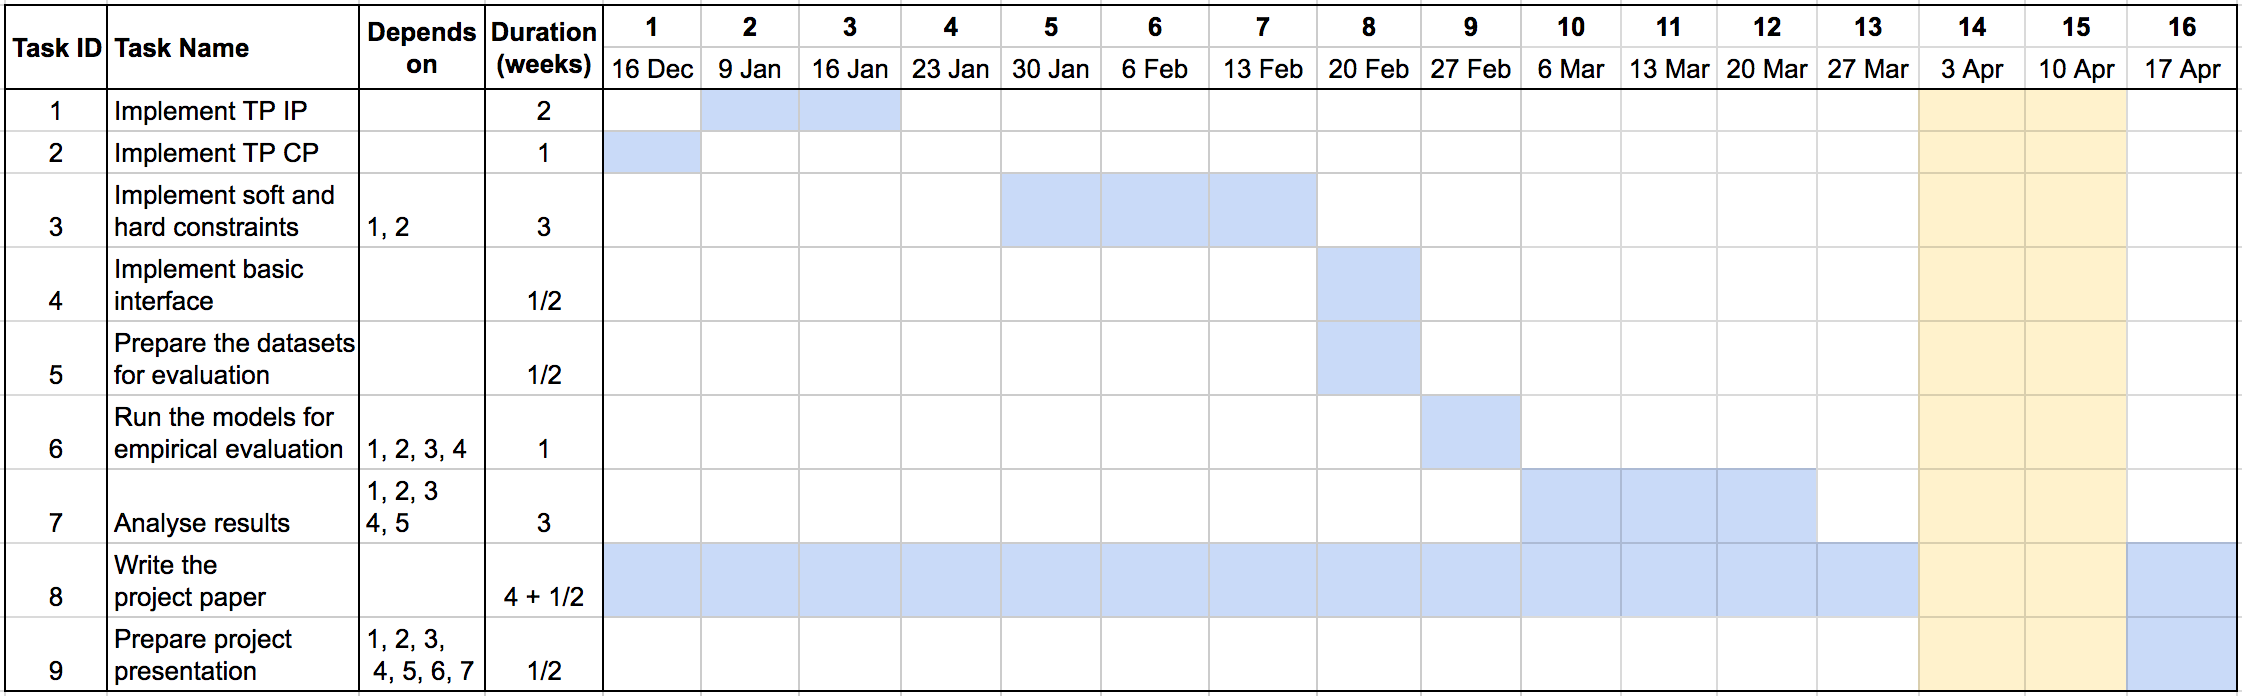 Task ID Task Name Depends on Duration (weeks) 1 2 3 4 5 6 7 8 9 10 11 12 13 14 15 16
16 Dec 9 Jan 16 Jan 23 Jan 30 Jan 6 Feb 13 Feb 20 Feb 27 Feb 6 Mar 13 Mar 20 Mar 27 Mar 3 Apr 10 Apr 17 Apr
1 Implement TP IP 2
2 Implement TP CP 1
Implement soft and
3 hard constraints 1, 2 3
Implement basic
4 interface 1/2
Prepare the datasets
5 for evaluation 1/2
Run the models for
6 empirical evaluation 1, 2, 3, 4 1
1, 2, 3
7 Analyse results 4, 5 3
Write the
8 project paper 4 + 1/2
Prepare project 1, 2, 3,
9 presentation 4, 5, 6, 7 1/2